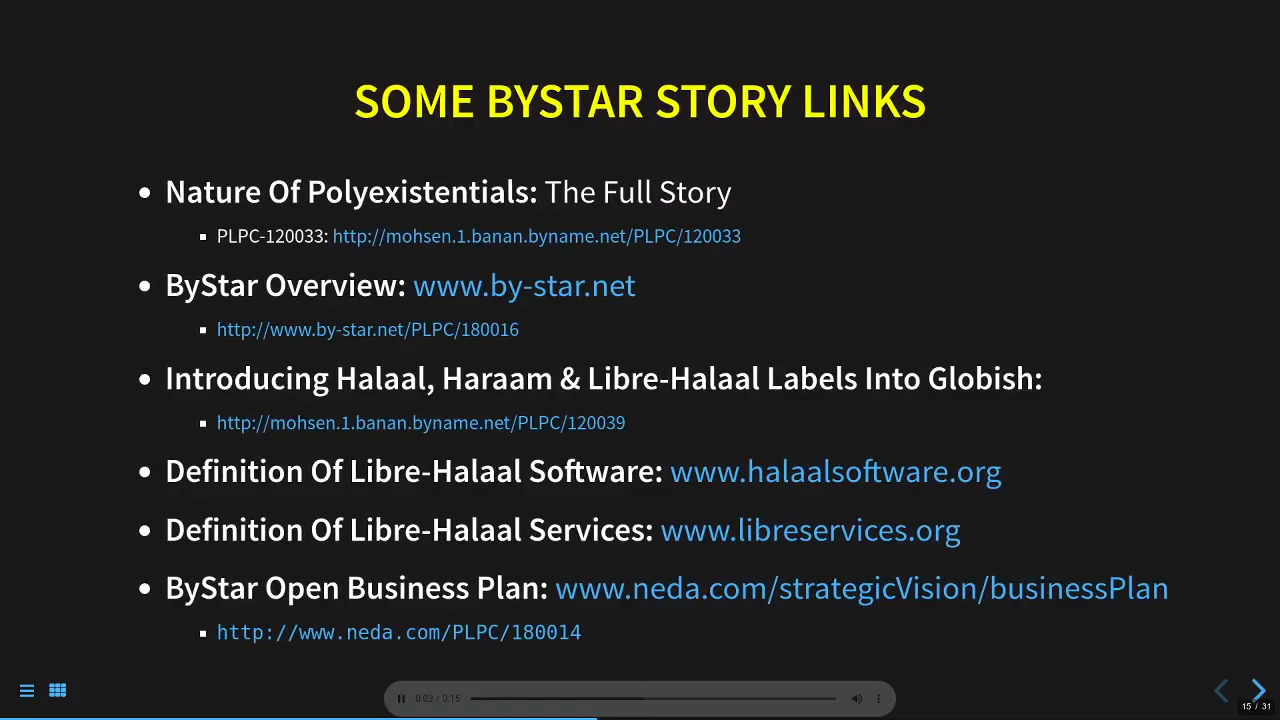 SOME BYSTAR STORY LINKS
Nature Of Polyexistentials: The Full Story
PLPC-120033: http://mohsen.1.banan.byname.net/PLPC/120033
ByStar Overview: www.by-star.net
http://www.by-star.net/PLPC/180016
Introducing Halaal, Haraam & Libre-Halaal Labels Into Globish:
http://mohsen.1.banan.byname.net/PLPC/120039
Definition Of Libre-Halaal Software: www.halaalsoftware.org
Definition Of Libre-Halaal Services: www.libreservices.org
ByStar Open Business Plan: www.neda.com/strategicVision/businessPlan
http://www.neda.com/PLPC/180014
0:03 / 0:15
15 / 31